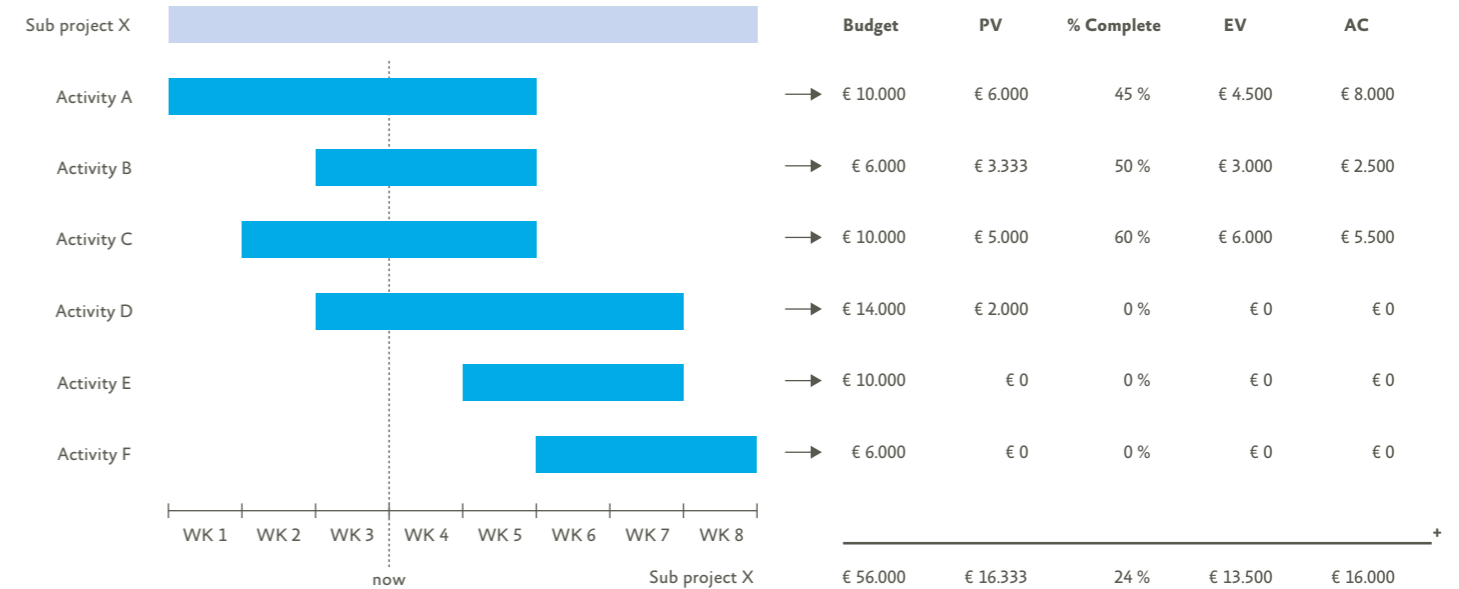 Sub project X Budget PV % Complete EV AC
Activity A € 10.000 € 6.000 45 % € 4.500 € 8.000
Activity B € 6.000 € 3.333 50 % € 3.000 € 2.500
Activity C € 10.000 € 5.000 60 % € 6.000 € 5.500
Activity D € 14.000 € 2.000 0 % € 0 € 0
Activity E € 10.000 € 0 0 % € 0 € 0
Activity F € 6.000 € 0 0 % € 0 € 0
WK 1 WK 2 WK 3 WK 4 WK 5 WK 6 WK 7 WK 8 +
now Sub project X € 56.000 € 16.333 24 % € 13.500 € 16.000